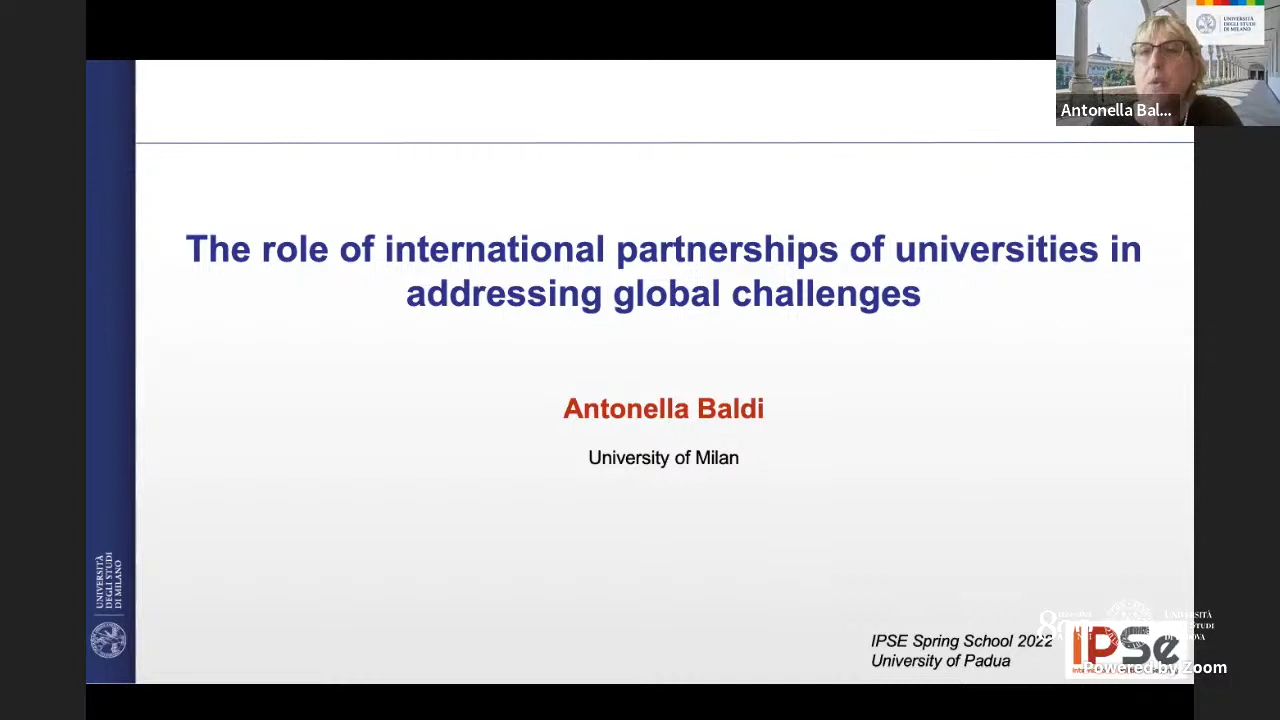 UNIVERSITÀ
DEGLI STUDI
DI MILANO
Antonella Bal...
The role of international partnerships of universities in
addressing global challenges
Antonella Baldi
University of Milan
UNIVERSITÀ
DEGLI STUDI
DI MILANO
IPSE Spring School 2022
University of Padua
IPSe
Powered by Zoom